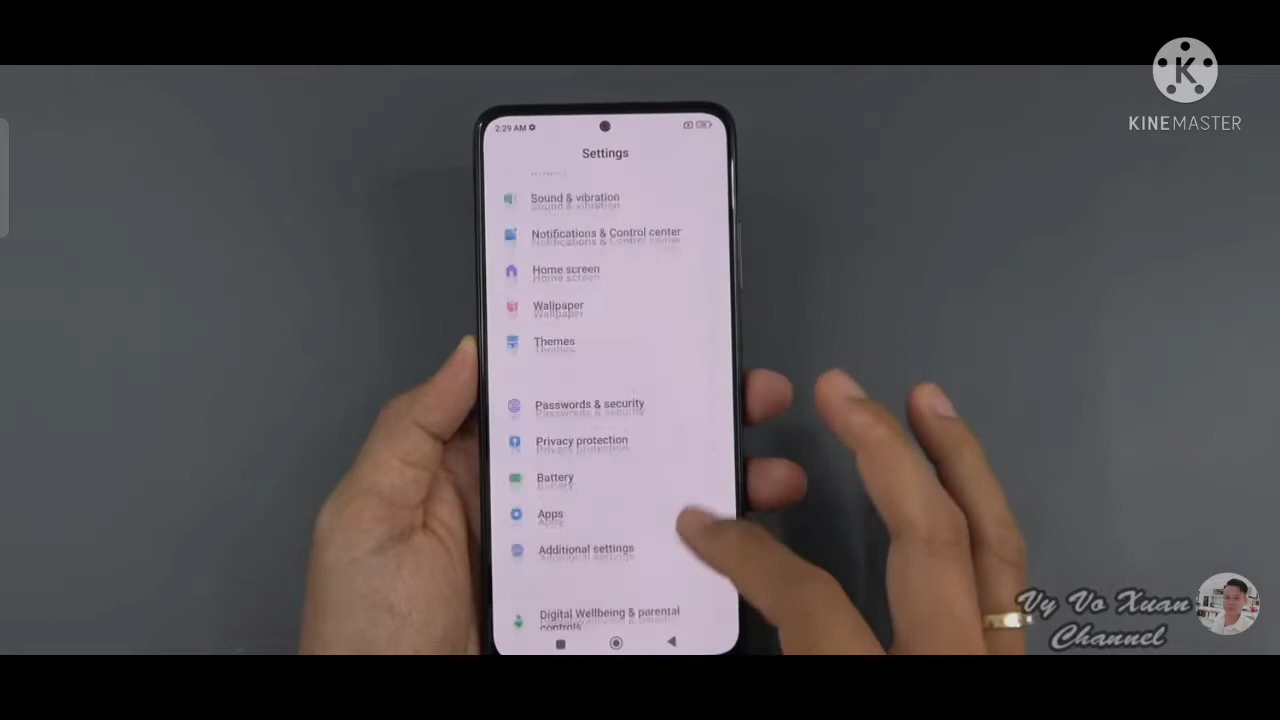 KINEMASTER
2:29 AM
Settings
Sound & vibration
Notifications & Control center
Home screen
Wallpaper
Themes
Passwords & security
Privacy protection
Battery
Apps
Additional settings
Digital Wellbeing & parental
controls
Vy Vo Xuan
Channel